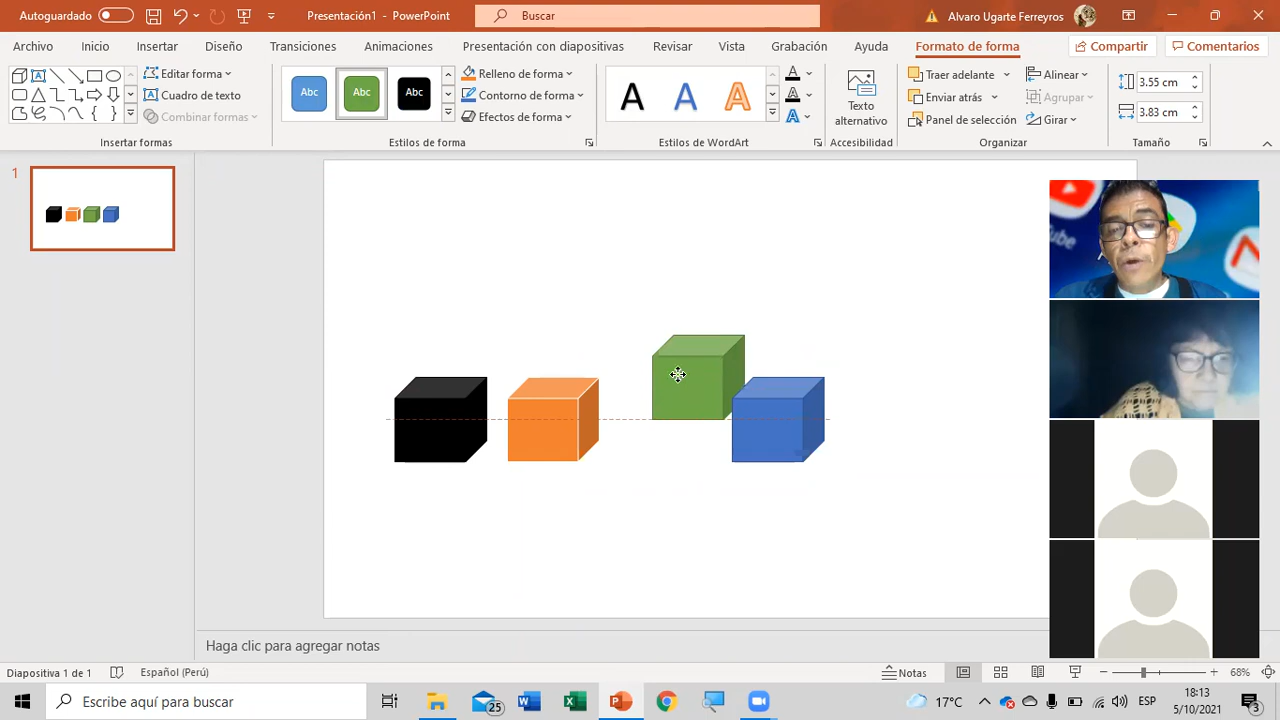 Autoguardado
Presentación1 - PowerPoint
Buscar
Alvaro Ugarte Ferreyros
Archivo Inicio Insertar Diseño Transiciones Animaciones Presentación con diapositivas Revisar Vista Grabación Ayuda Formato de forma Compartir Comentarios
Editar forma
Cuadro de texto
Combinar formas
Insertar formas
Abc Abc Abc
Relleno de forma
Contorno de forma
Efectos de forma
Estilos de forma
A A A
Estilos de WordArt
Texto alternativo
Accesibilidad
Traer adelante
Enviar atrás
Panel de selección
Alinear
Agrupar
Girar
Organizar
3.55 cm
3.83 cm
Tamaño
1
Haga clic para agregar notas
Diapositiva 1 de 1 Español (Perú) Notas 68%
Escribe aquí para buscar
25
17°C
ESP
18:13
5/10/2021
3